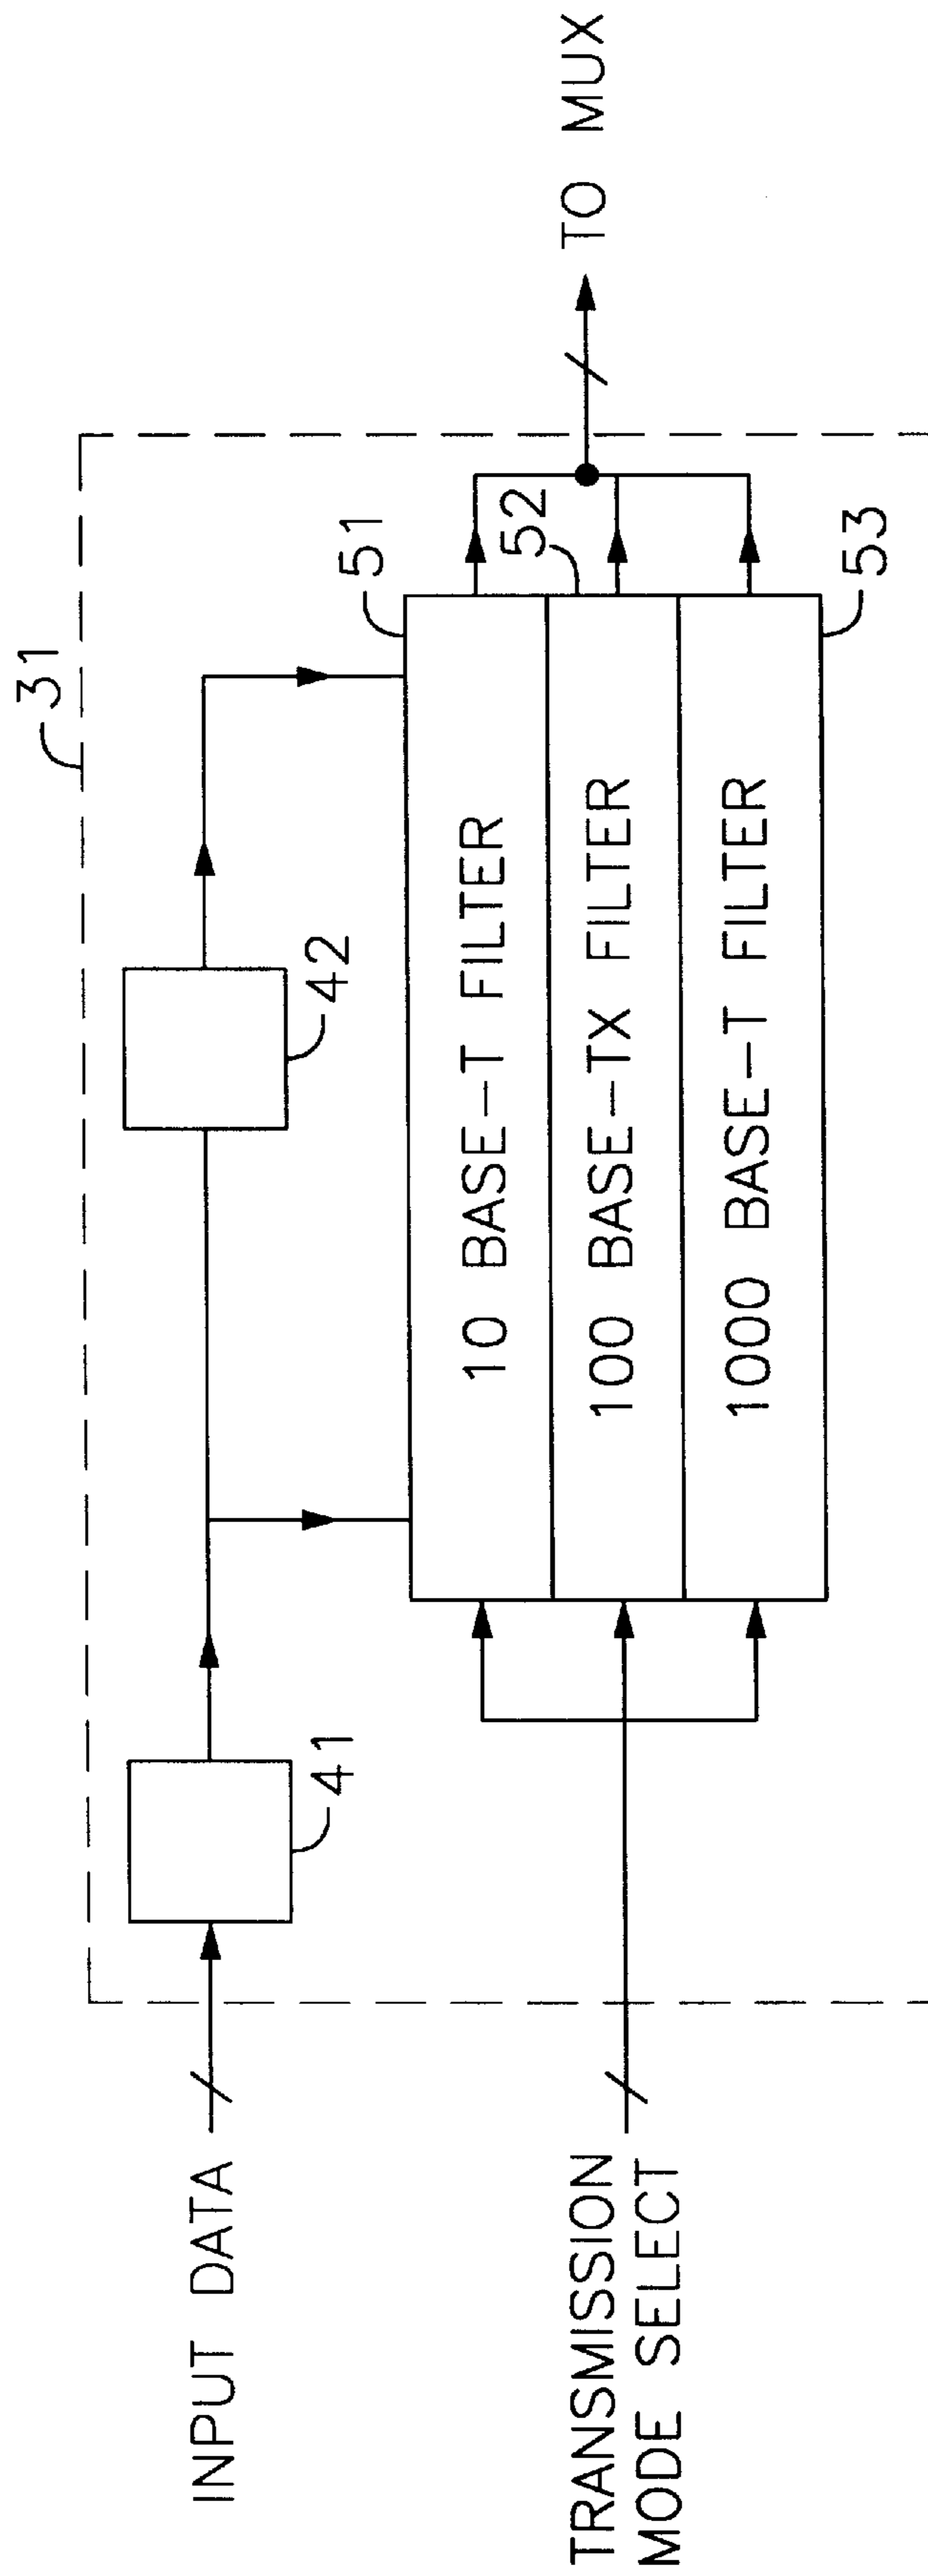 31
INPUT DATA
41
42
TRANSMISSION
MODE SELECT
51
10 BASE-T FILTER
52
100 BASE-TX FILTER
1000 BASE-T FILTER
53
TO MUX